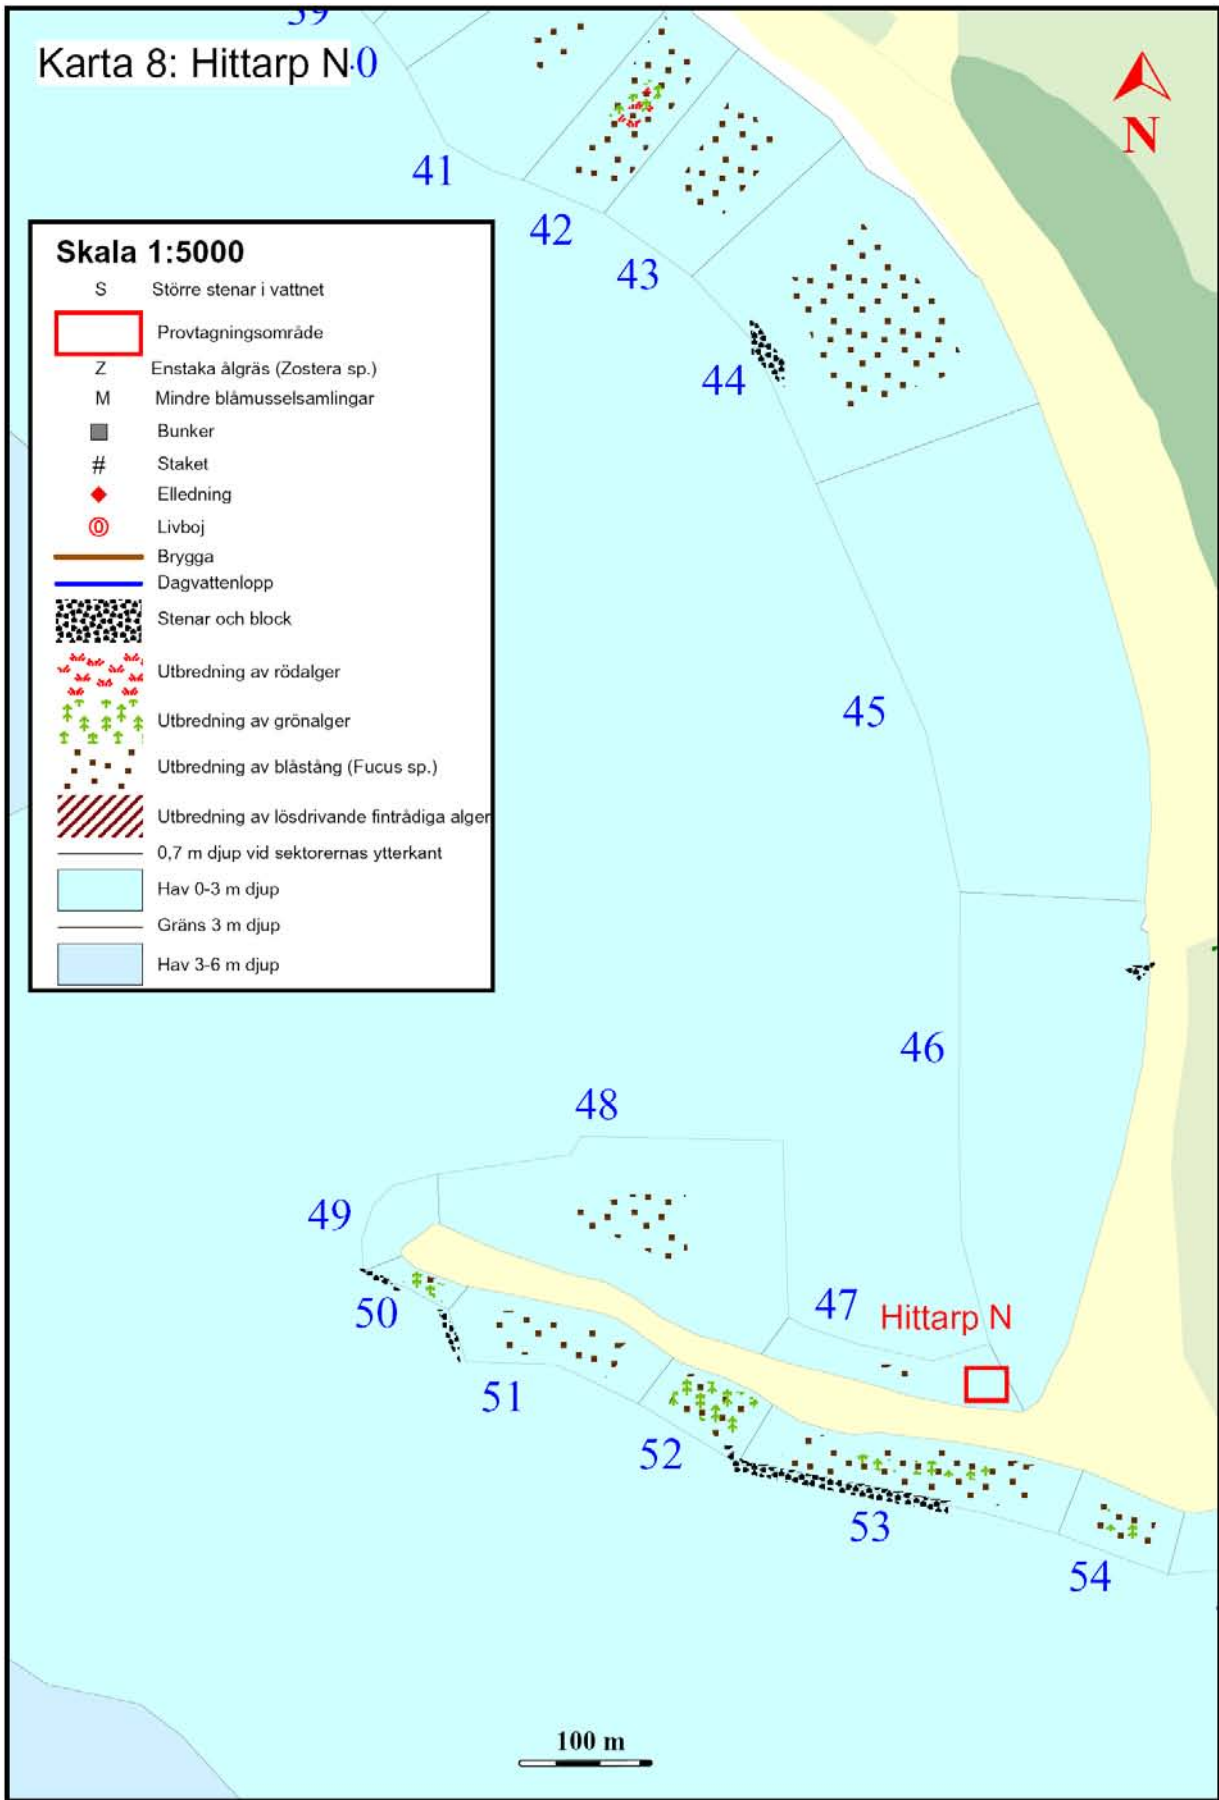 39
Karta 8: Hittarp N
0
N
41
42
43
44
Skala 1:5000
S Större stenar i vattnet
Provtagningsområde
Z Enstaka ålgräs (Zostera sp.)
M Mindre blåmusselsamlingar
Bunker
# Staket
Elledning
Livboj
Brygga
Dagvattenlopp
Stenar och block
Utbredning av rödalger
Utbredning av grönalger
Utbredning av blåstång (Fucus sp.)
Utbredning av lösdrivande fintrådiga alger
0,7 m djup vid sektorernas ytterkant
Hav 0-3 m djup
Gräns 3 m djup
Hav 3-6 m djup
45
46
48
49
47
Hittarp N
50
51
52
53
54
100 m